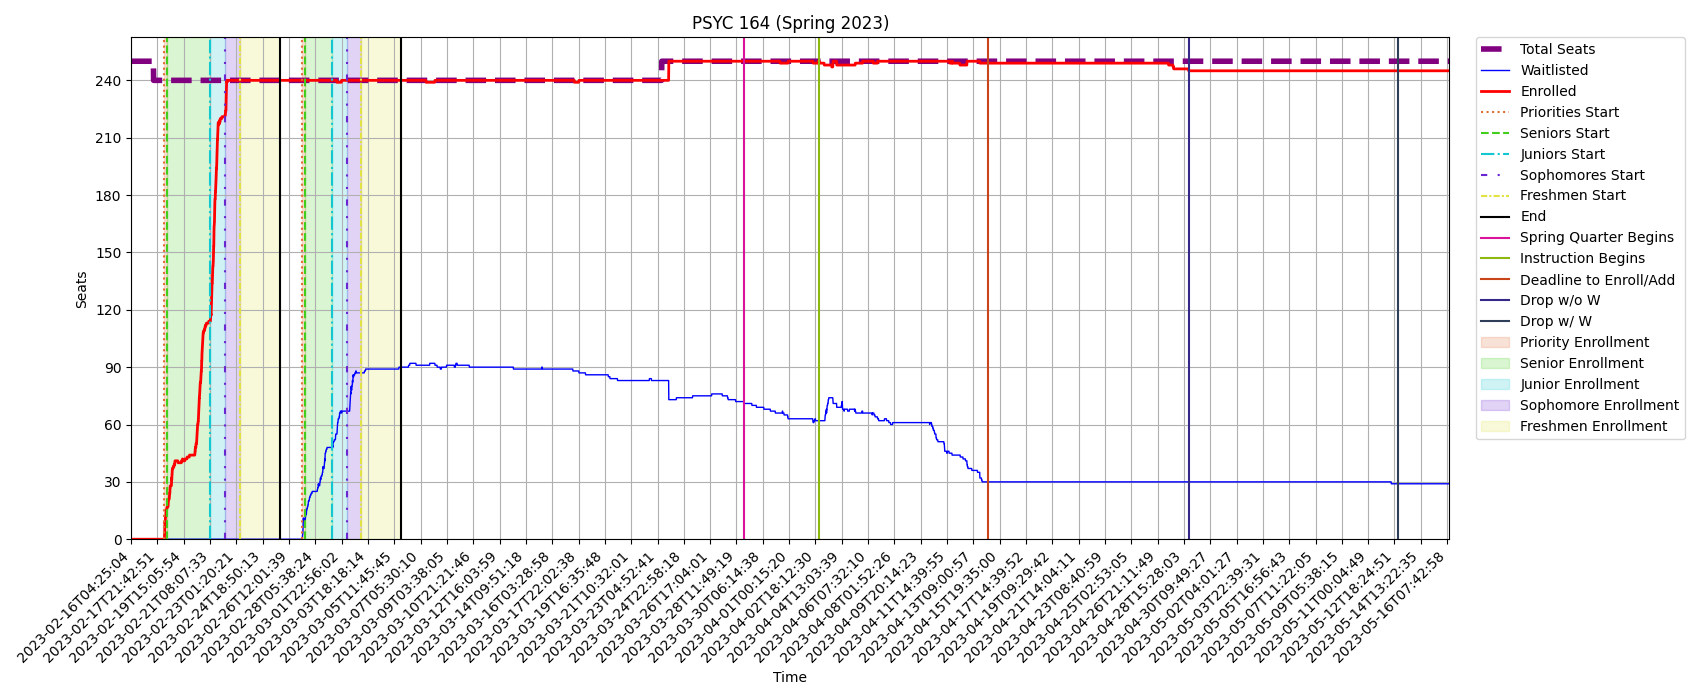 PSYC 164 (Spring 2023)
Seats
240
210
180
150
120
90
60
30
0
2023-02-16T04:25:04
2023-02-17T21:42:51
2023-02-19T15:05:54
2023-02-21T08:07:33
2023-02-23T01:20:21
2023-02-24T18:50:13
2023-02-26T12:01:39
2023-02-28T05:38:24
2023-03-01T22:56:02
2023-03-03T18:18:14
2023-03-05T11:45:45
2023-03-07T05:30:10
2023-03-09T03:38:05
2023-03-10T21:21:46
2023-03-12T16:03:59
2023-03-14T09:51:18
2023-03-16T03:28:58
2023-03-17T22:02:38
2023-03-19T16:35:48
2023-03-21T10:32:01
2023-03-23T04:52:41
2023-03-24T22:58:18
2023-03-26T17:04:01
2023-03-28T11:49:19
2023-03-30T06:14:38
2023-04-01T00:15:20
2023-04-02T18:12:30
2023-04-04T13:03:39
2023-04-06T07:32:10
2023-04-08T01:52:26
2023-04-09T20:14:23
2023-04-11T14:39:55
2023-04-13T09:00:57
2023-04-15T19:35:00
2023-04-17T14:39:52
2023-04-19T09:29:42
2023-04-21T14:04:11
2023-04-23T08:40:59
2023-04-25T02:53:05
2023-04-26T21:11:49
2023-04-28T15:28:03
2023-04-30T09:49:27
2023-05-02T04:01:27
2023-05-03T22:39:31
2023-05-05T16:56:43
2023-05-07T11:22:05
2023-05-09T05:38:15
2023-05-11T00:04:49
2023-05-12T18:24:51
2023-05-14T13:22:35
2023-05-16T07:42:58
Time
Total Seats
Waitlisted
Enrolled
Priorities Start
Seniors Start
Juniors Start
Sophomores Start
Freshmen Start
End
Spring Quarter Begins
Instruction Begins
Deadline to Enroll/Add
Drop w/o W
Drop w/ W
Priority Enrollment
Senior Enrollment
Junior Enrollment
Sophomore Enrollment
Freshmen Enrollment